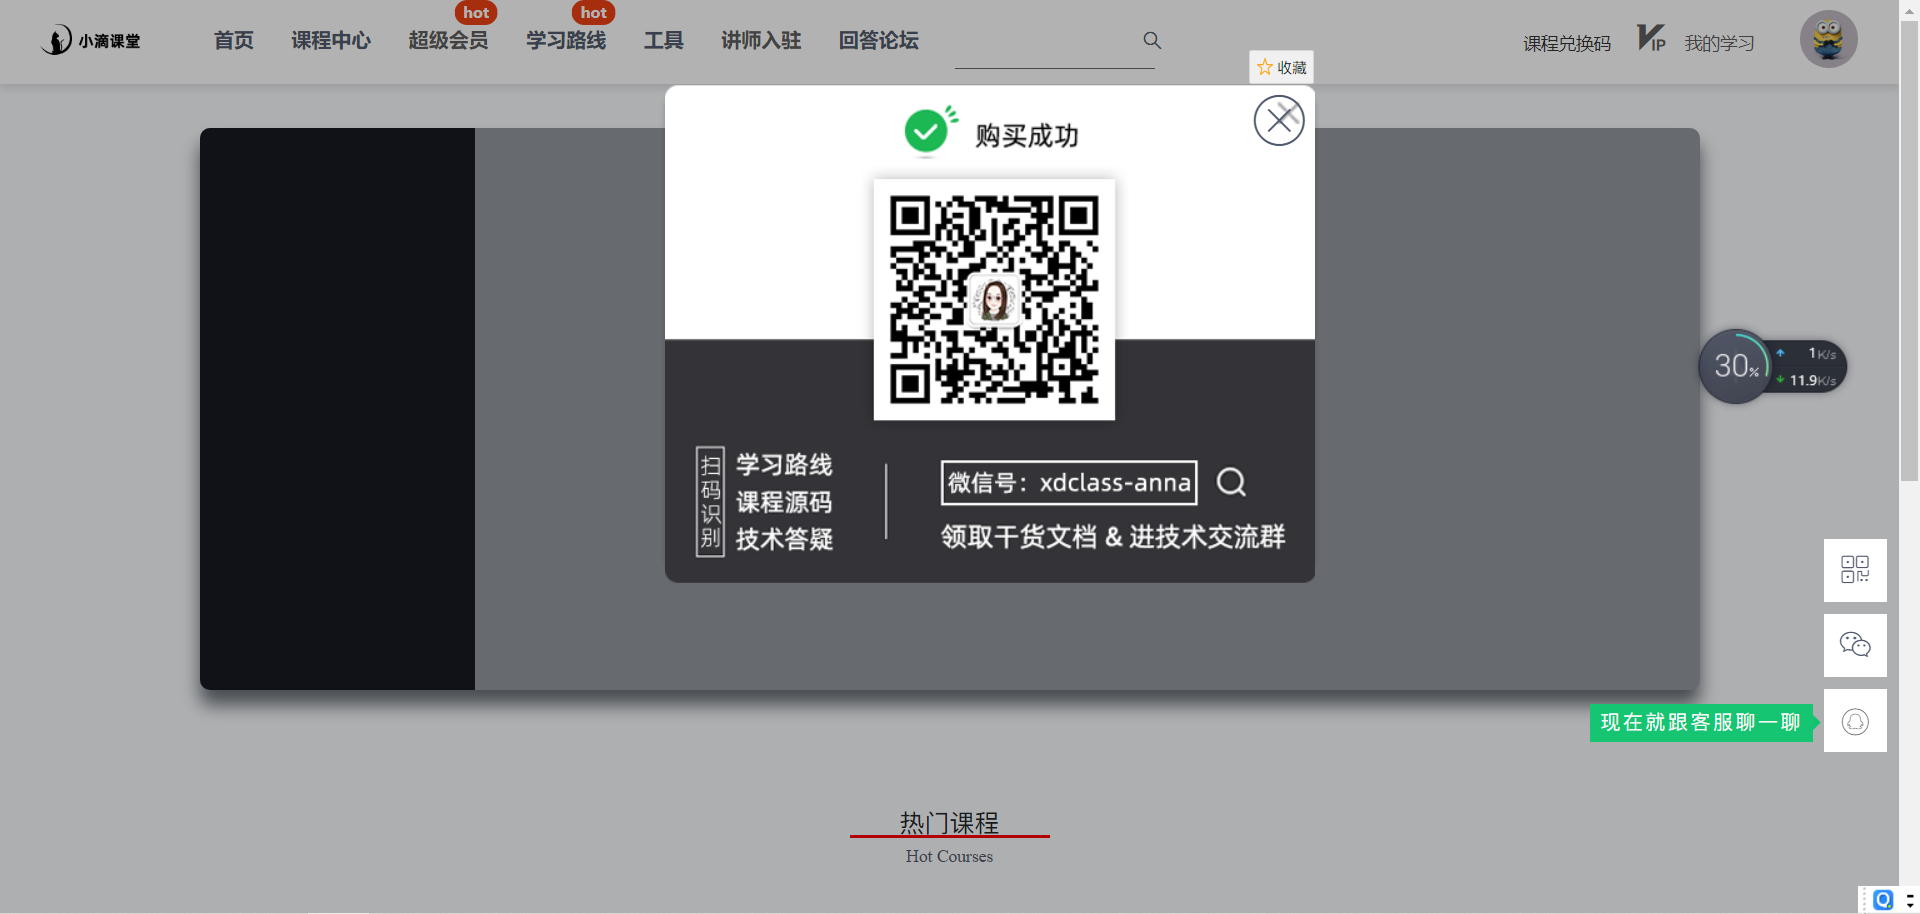 小滴课堂
首页
课程中心
超级会员
hot
学习路线
hot
工具
讲师入驻
回答论坛
课程兑换码
VIP
我的学习
收藏
购买成功
30%
1K/s
11.9K/s
扫码识别
学习路线
课程源码
技术答疑
微信号：xdclass-anna
领取干货文档 & 进技术交流群
现在就跟客服聊一聊
热门课程
Hot Courses